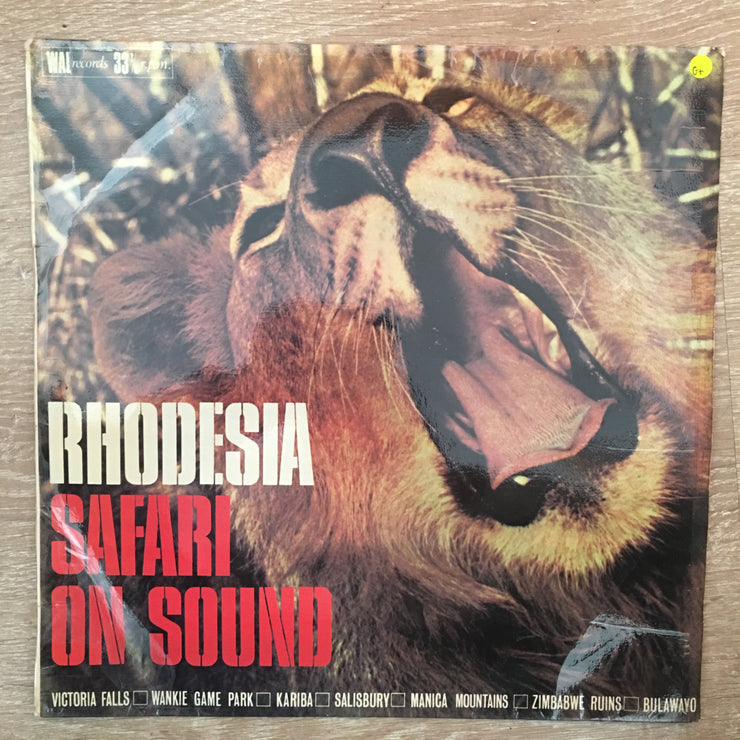 WAL records 33⅓ r.p.m.
G+
RHODESIA
SAFARI
ON SOUND
VICTORIA FALLS □ WANKIE GAME PARK □ KARIBA □ SALISBURY □ MANICA MOUNTAINS □ ZIMBABWE RUINS □ BULAWAYO